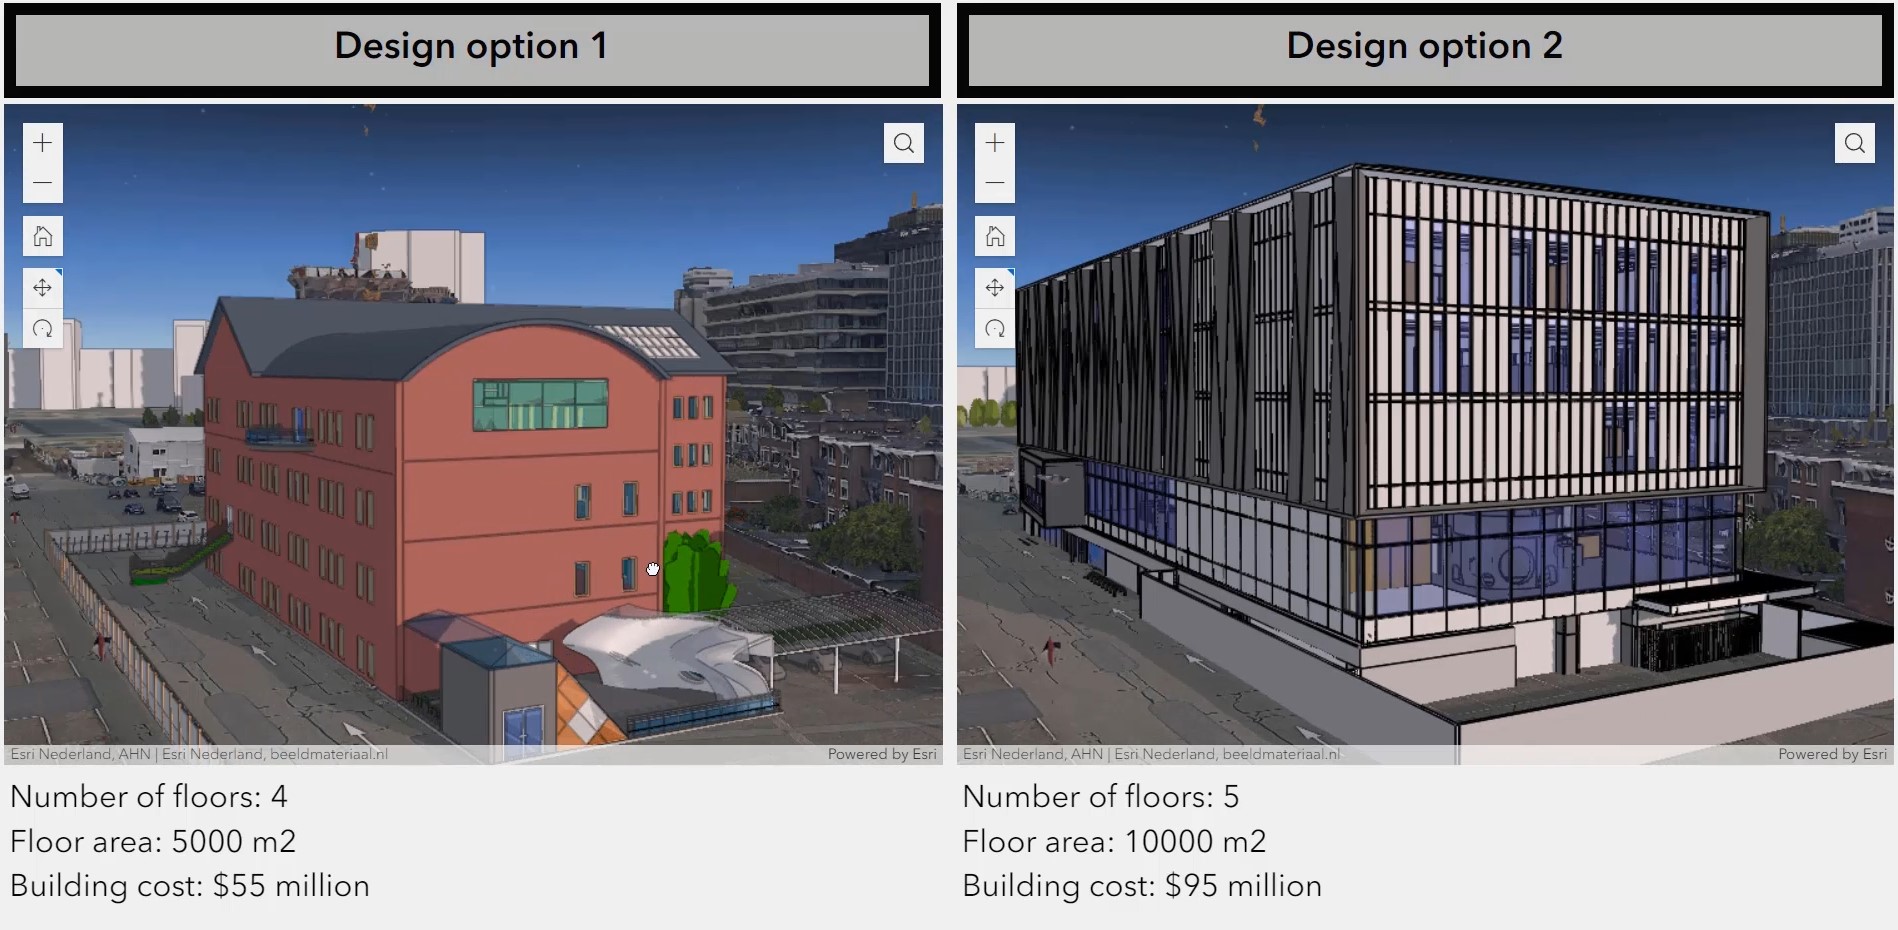 Design option 1
Design option 2
Esri Nederland, AHN | Esri Nederland, beeldmateriaal.nl
Powered by Esri
Esri Nederland, AHN | Esri Nederland, beeldmateriaal.nl
Powered by Esri
Number of floors: 4
Floor area: 5000 m2
Building cost: $55 million
Number of floors: 5
Floor area: 10000 m2
Building cost: $95 million